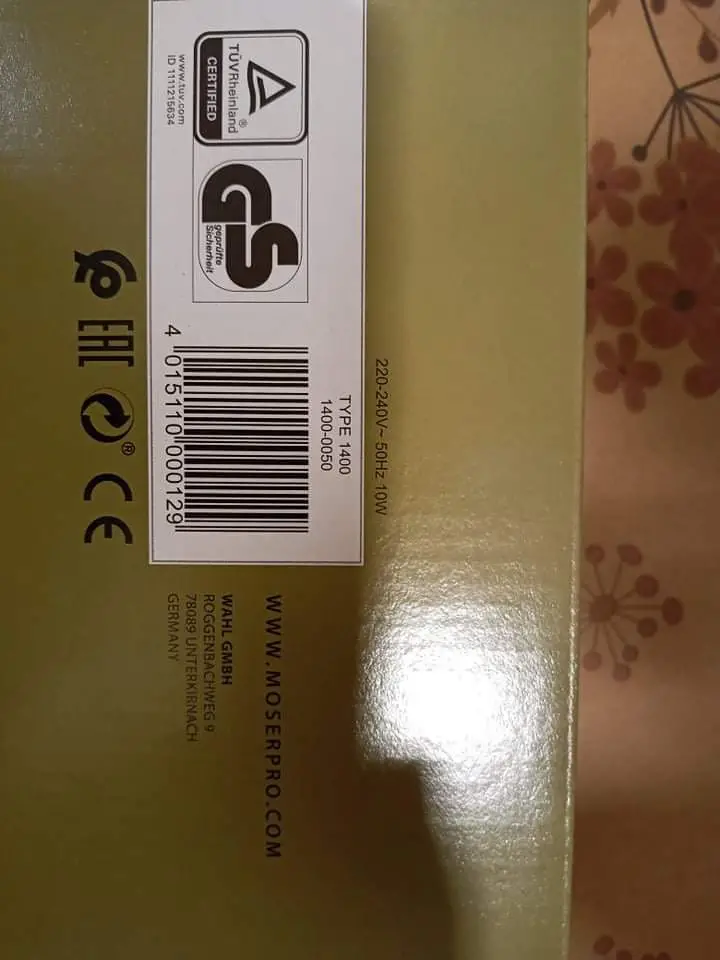 TÜVRheinland®
CERTIFIED
www.tuv.com
ID 1111215634
GS
geprüfte
Sicherheit
220-240V~ 50Hz 10W
TYPE 1400
1400-0050
4 015110 000129
EAC
®
CE
WWW.MOSERPRO.COM
WAHL GMBH
ROGGENBACHWEG 9
78089 UNTERKIRNACH
GERMANY